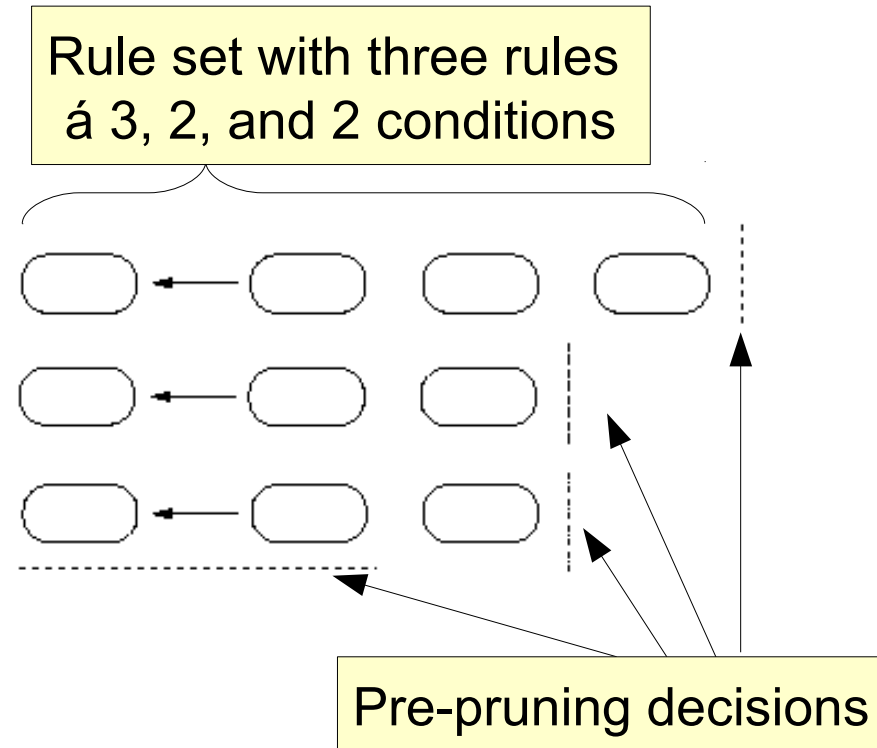 Rule set with three rules
á 3, 2, and 2 conditions
Pre-pruning decisions